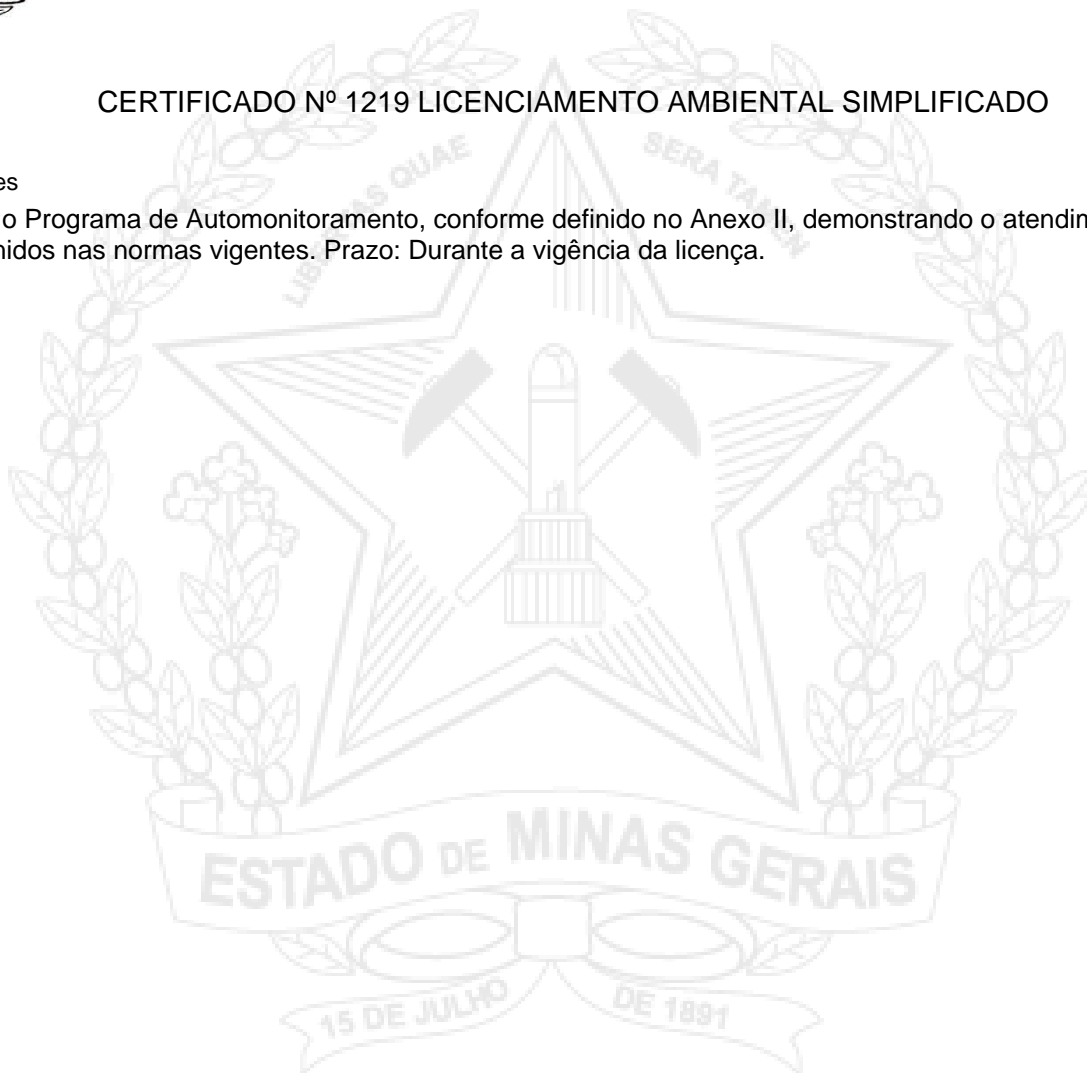 CERTIFICADO Nº 1219 LICENCIAMENTO AMBIENTAL SIMPLIFICADO
LIBERTAS QUAE SERA TAMEN
es
o Programa de Automonitoramento, conforme definido no Anexo II, demonstrando o atendin
nidos nas normas vigentes. Prazo: Durante a vigência da licença.
ESTADO DE MINAS GERAIS
15 DE JULHO DE 1891